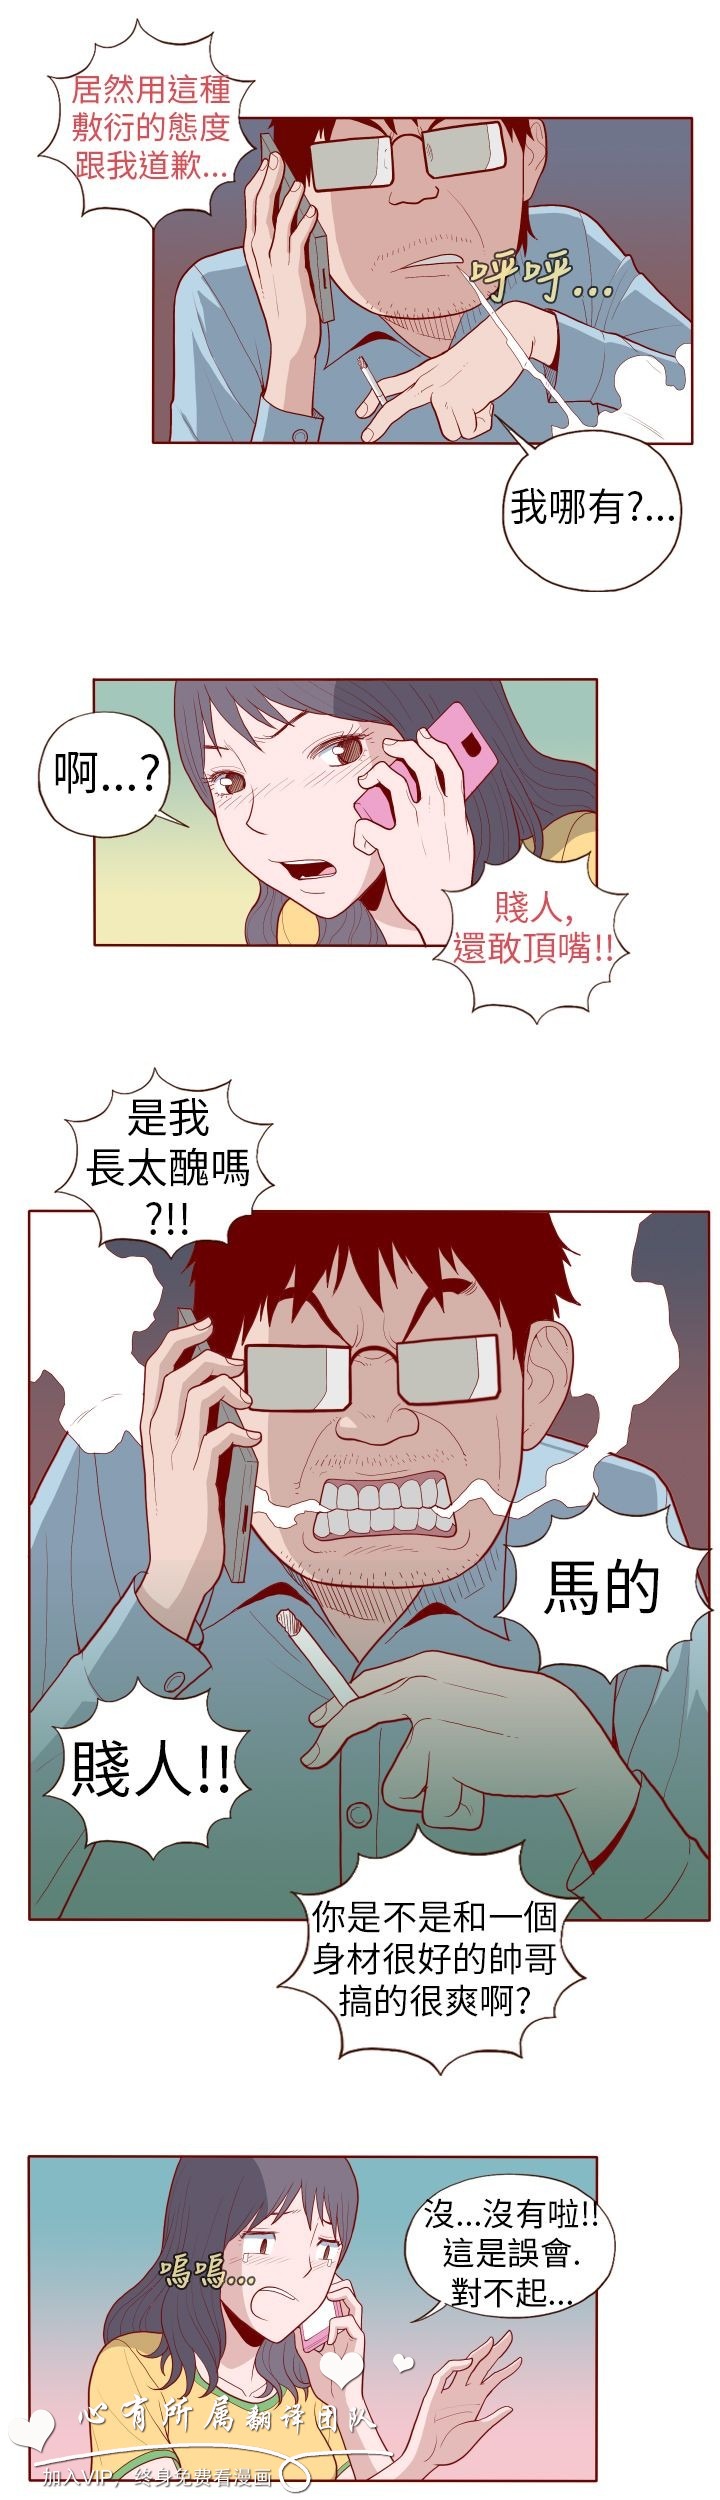 居然用這種
敷衍的態度
跟我道歉...
呼呼...
我哪有?...
啊...?
賤人,
還敢頂嘴!!
是我
長太醜嗎
?!!
馬的
賤人!!
你是不是和一個
身材很好的帥哥
搞的很爽啊?
沒...沒有啦!!
這是誤會.
對不起...
嗚嗚...
心有所属翻译团队
加入VIP，终身免费看漫画